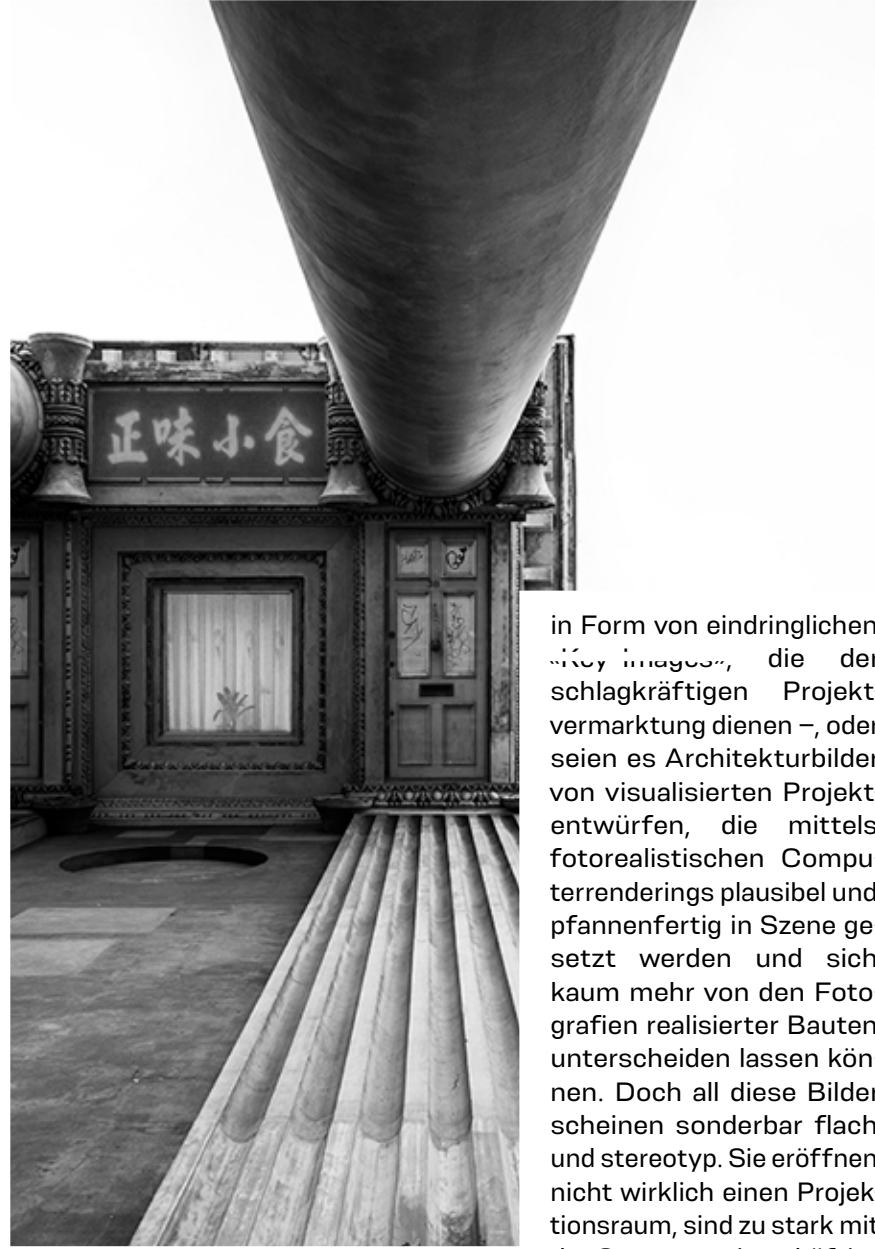 正味小食
in Form von eindringlichen
«Key Images», die der
schlagkräftigen Projekt
vermarktung dienen –, oder
seien es Architekturbilder
von visualisierten Projekt
entwürfen, die mittels
fotorealistischen Compu-
terrenderings plausibel und
pfannenfertig in Szene ge-
setzt werden und sich
kaum mehr von den Foto-
grafien realisierter Bauten
unterscheiden lassen kön-
nen. Doch all diese Bilder
scheinen sonderbar flach
und stereotyp. Sie eröffnen
nicht wirklich einen Projek-
tionsraum, sind zu stark mit